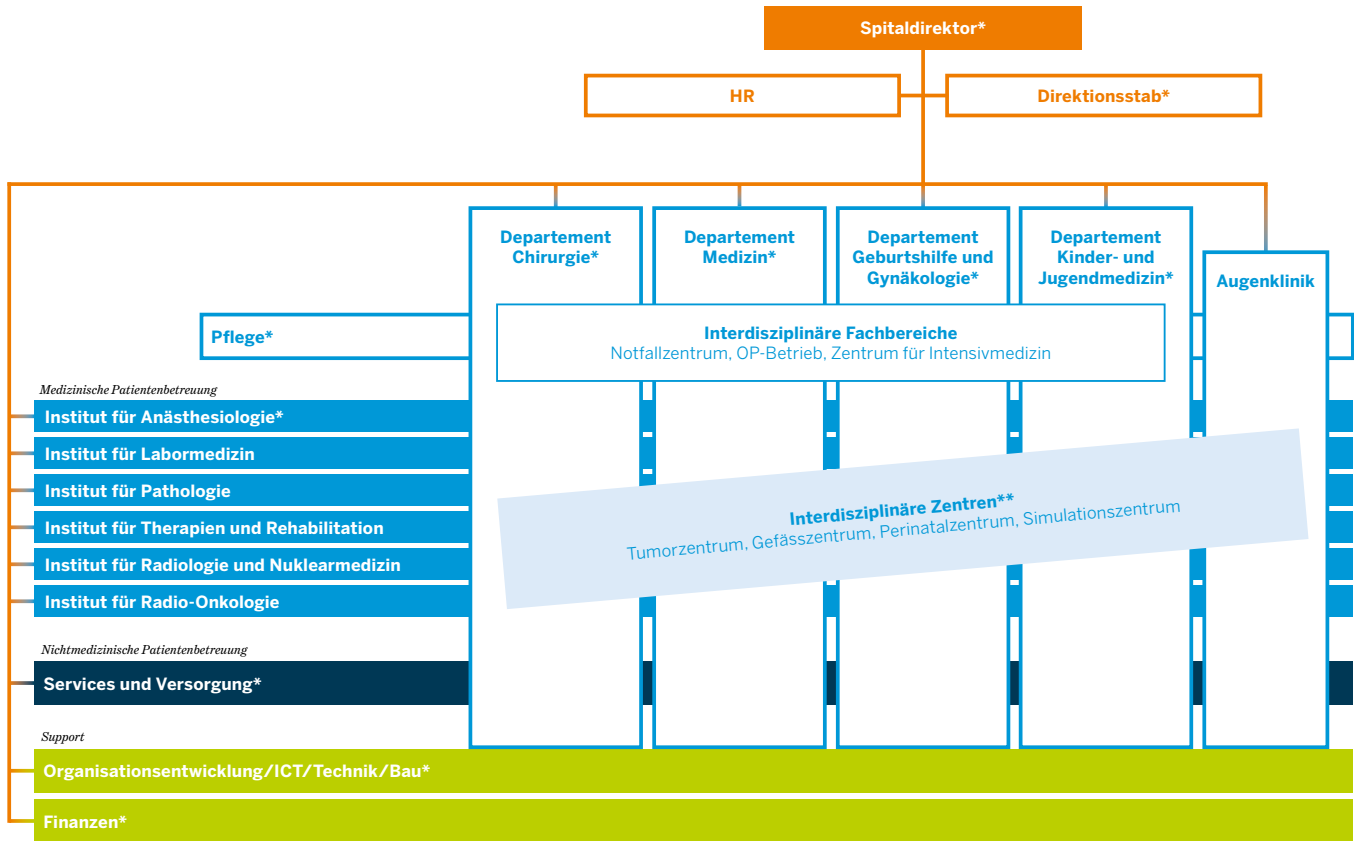 Spitaldirektor*
HR
Direktionsstab*
Departement
Chirurgie*
Departement
Medizin*
Departement
Geburtshilfe und
Gynäkologie*
Departement
Kinder- und
Jugendmedizin*
Augenklinik
Pflege*
Interdisziplinäre Fachbereiche
Notfallzentrum, OP-Betrieb, Zentrum für Intensivmedizin
Medizinische Patientenbetreuung
Institut für Anästhesiologie*
Institut für Labormedizin
Institut für Pathologie
Institut für Therapien und Rehabilitation
Institut für Radiologie und Nuklearmedizin
Institut für Radio-Onkologie
Interdisziplinäre Zentren**
Tumorzentrum, Gefässzentrum, Perinatalzentrum, Simulationszentrum
Nichtmedizinische Patientenbetreuung
Services und Versorgung*
Support
Organisationsentwicklung/ICT/Technik/Bau*
Finanzen*